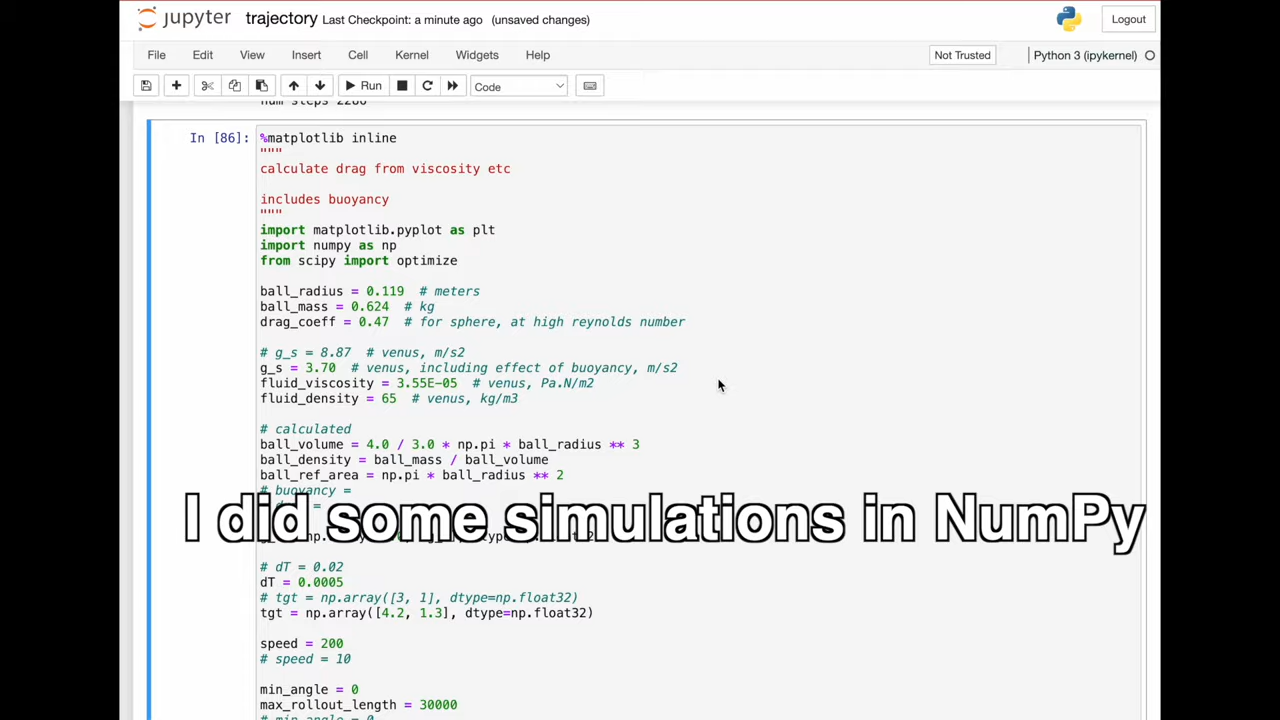 jupyter trajectory Last Checkpoint: a minute ago (unsaved changes) Logout
File Edit View Insert Cell Kernel Widgets Help Not Trusted Python 3 (ipykernel)
Run Code
num steps 2286
In [86]: %matplotlib inline
"""
calculate drag from viscosity etc
includes buoyancy
"""
import matplotlib.pyplot as plt
import numpy as np
from scipy import optimize
ball_radius = 0.119 # meters
ball_mass = 0.624 # kg
drag_coeff = 0.47 # for sphere, at high reynolds number
# g_s = 8.87 # venus, m/s2
g_s = 3.70 # venus, including effect of buoyancy, m/s2
fluid_viscosity = 3.55E-05 # venus, Pa.N/m2
fluid_density = 65 # venus, kg/m3
# calculated
ball_volume = 4.0 / 3.0 * np.pi * ball_radius ** 3
ball_density = ball_mass / ball_volume
ball_ref_area = np.pi * ball_radius ** 2
# buoyancy =
I did some simulations in NumPy
# dT = 0.02
dT = 0.0005
# tgt = np.array([3, 1], dtype=np.float32)
tgt = np.array([4.2, 1.3], dtype=np.float32)
speed = 200
# speed = 10
min_angle = 0
max_rollout_length = 30000
# min_angle = 0